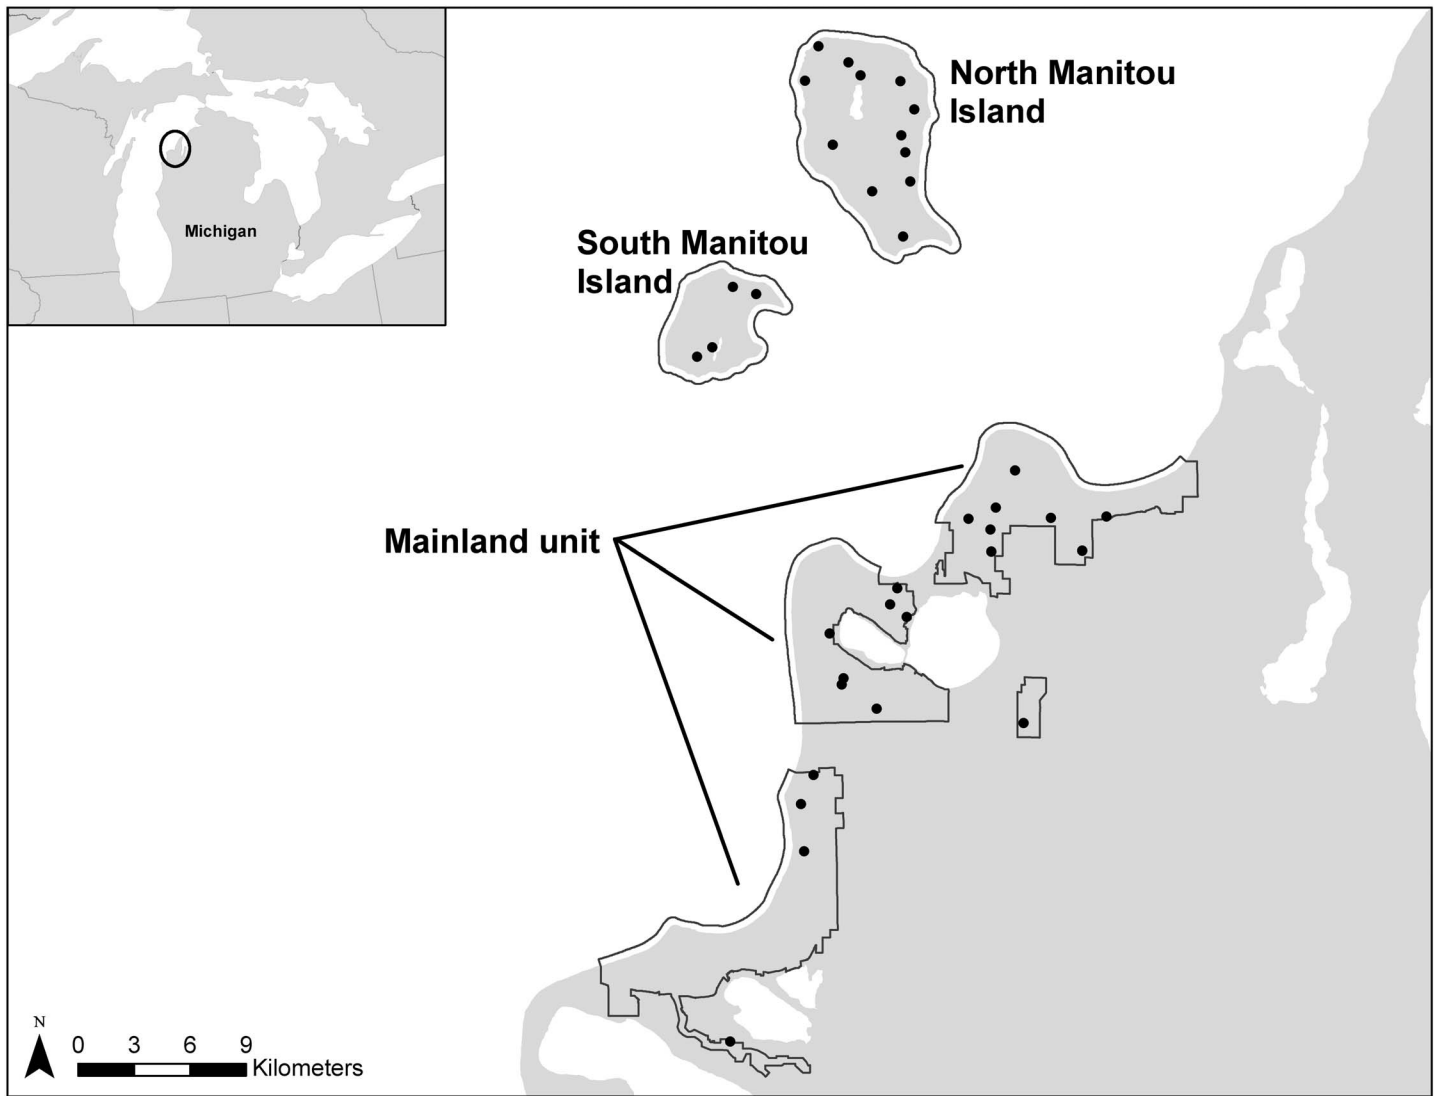 North Manitou
Island
Michigan
South Manitou
Island
Mainland unit
N
0 3 6 9
Kilometers